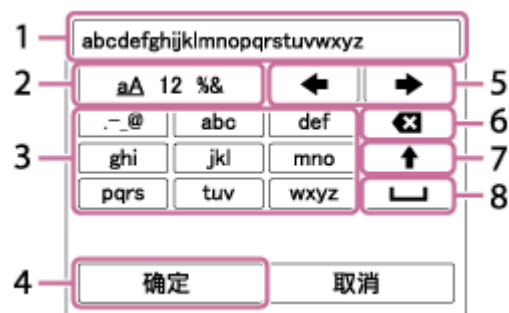 1 abcdefghijklmnopqrstuvwxyz
2 aA 12 %& 5
.-_@ abc def 6
3 ghi jkl mno 7
pqrs tuv wxyz 8
4 确定 取消